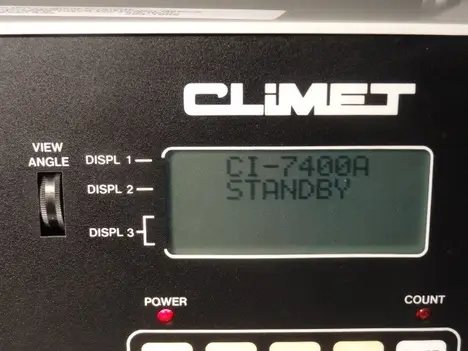 CLiMET
VIEW
ANGLE
DISPL 1
DISPL 2
DISPL 3
CI-7400A
STANDBY
POWER
COUNT